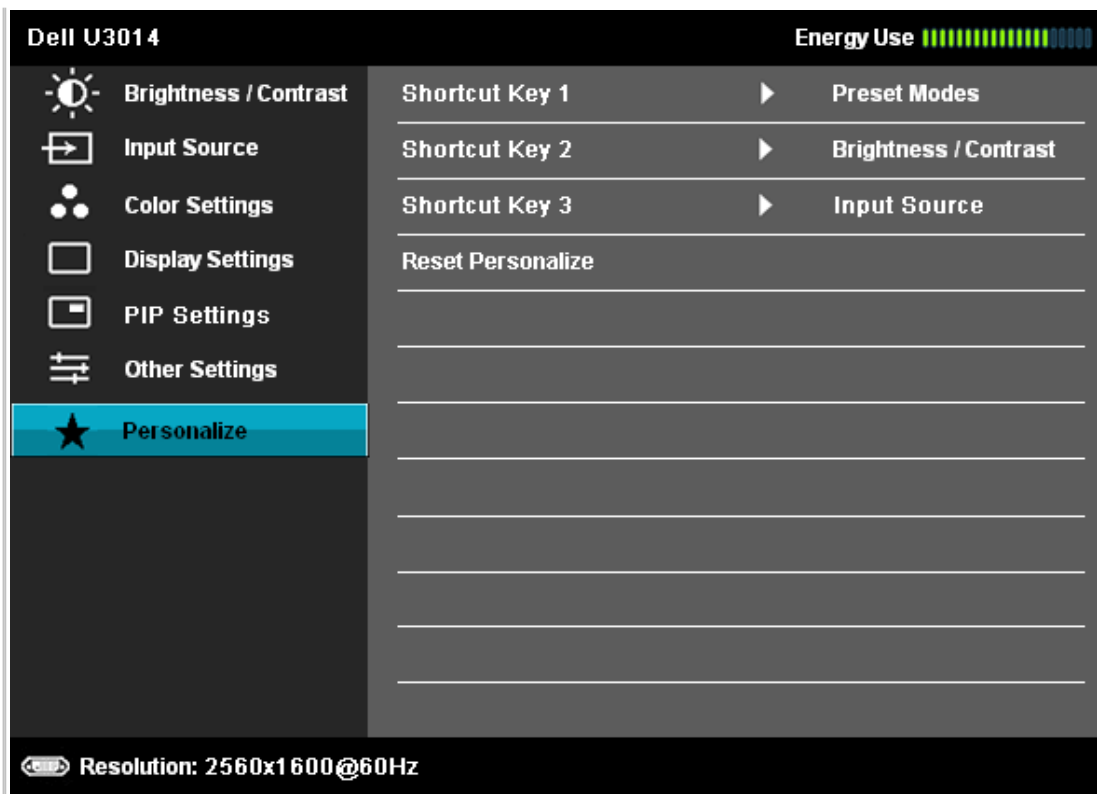 Dell U3014 Energy Use
Brightness / Contrast Shortcut Key 1 Preset Modes
Input Source Shortcut Key 2 Brightness / Contrast
Color Settings Shortcut Key 3 Input Source
Display Settings Reset Personalize
PIP Settings
Other Settings
Personalize
Resolution: 2560x1600@60Hz